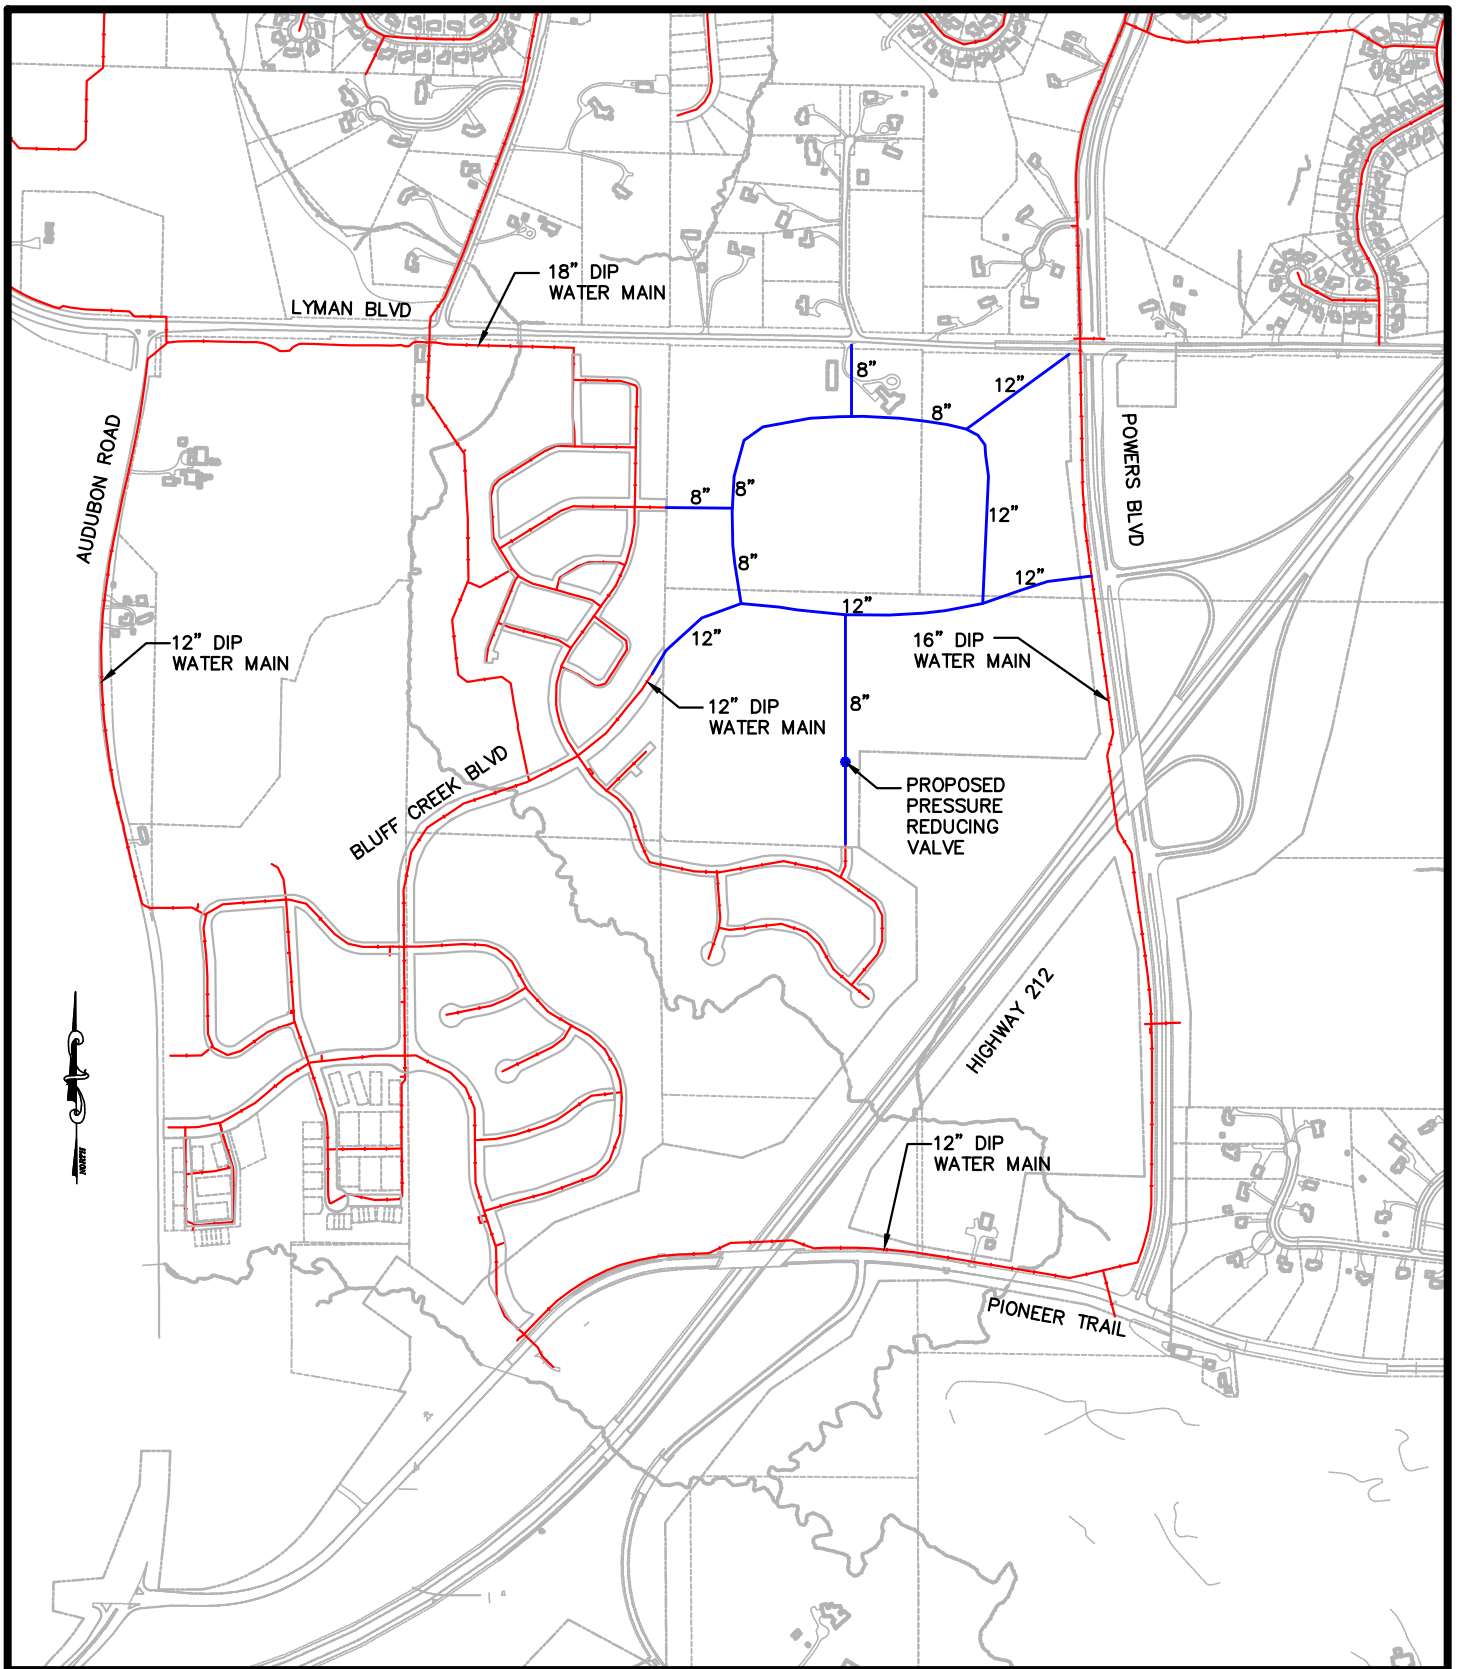 18" DIP
WATER MAIN
LYMAN BLVD
8"
12"
8"
AUDUBON ROAD
POWERS BLVD
8"
8"
12"
8"
12"
12"
12"
12" DIP
WATER MAIN
16" DIP
WATER MAIN
8"
12" DIP
WATER MAIN
BLUFF CREEK BLVD
PROPOSED
PRESSURE
REDUCING
VALVE
HIGHWAY 212
NORTH
12" DIP
WATER MAIN
PIONEER TRAIL